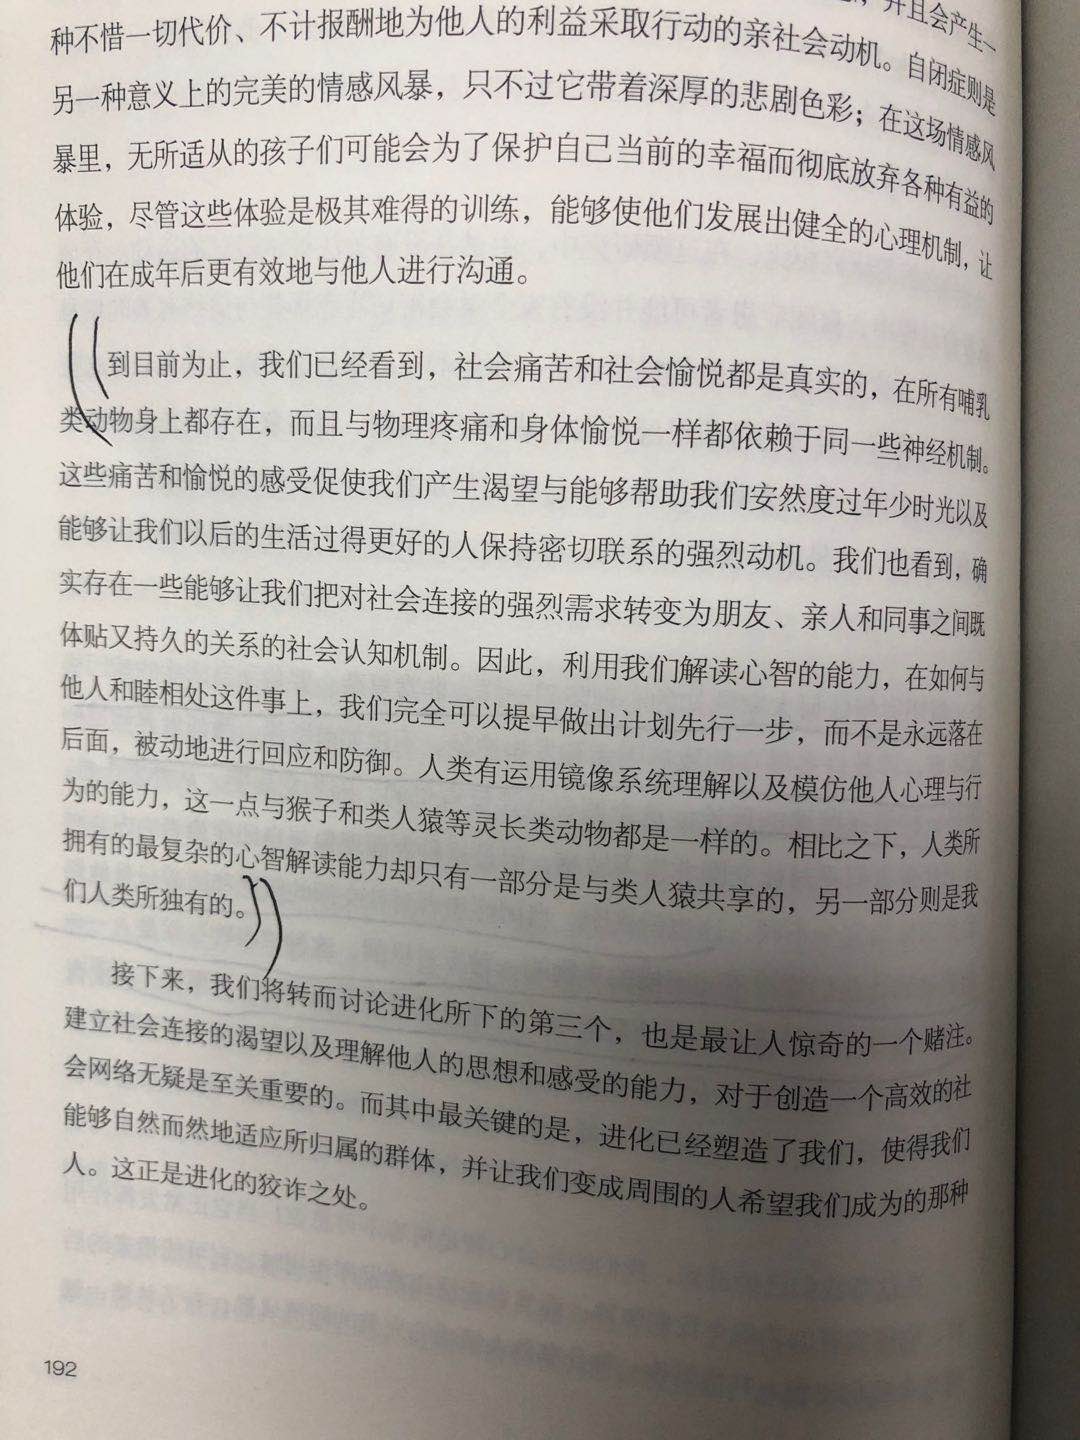 并且会产生一
种不惜一切代价、不计报酬地为他人的利益采取行动的亲社会动机。自闭症则是
另一种意义上的完美的情感风暴，只不过它带着深厚的悲剧色彩；在这场情感风
暴里，无所适从的孩子们可能会为了保护自己当前的幸福而彻底放弃各种有益的
体验，尽管这些体验是极其难得的训练，能够使他们发展出健全的心理机制，让
他们在成年后更有效地与他人进行沟通。
到目前为止，我们已经看到，社会痛苦和社会愉悦都是真实的，在所有哺乳
类动物身上都存在，而且与物理疼痛和身体愉悦一样都依赖于同一些神经机制。
这些痛苦和愉悦的感受促使我们产生渴望与能够帮助我们安然度过年少时光以及
能够让我们以后的生活过得更好的人保持密切联系的强烈动机。我们也看到，确
实存在一些能够让我们把对社会连接的强烈需求转变为朋友、亲人和同事之间既
体贴又持久的关系的社会认知机制。因此，利用我们解读心智的能力，在如何与
他人和睦相处这件事上，我们完全可以提早做出计划先行一步，而不是永远落在
后面，被动地进行回应和防御。人类有运用镜像系统理解以及模仿他人心理与行
为的能力，这一点与猴子和类人猿等灵长类动物都是一样的。相比之下，人类所
拥有的最复杂的心智解读能力却只有一部分是与类人猿共享的，另一部分则是我
们人类所独有的。
接下来，我们将转而讨论进化所下的第三个，也是最让人惊奇的一个赌注。
建立社会连接的渴望以及理解他人的思想和感受的能力，对于创造一个高效的社
会网络无疑是至关重要的。而其中最关键的是，进化已经塑造了我们，使得我们
能够自然而然地适应所归属的群体，并让我们变成周围的人希望我们成为的那种
人。这正是进化的狡诈之处。
192